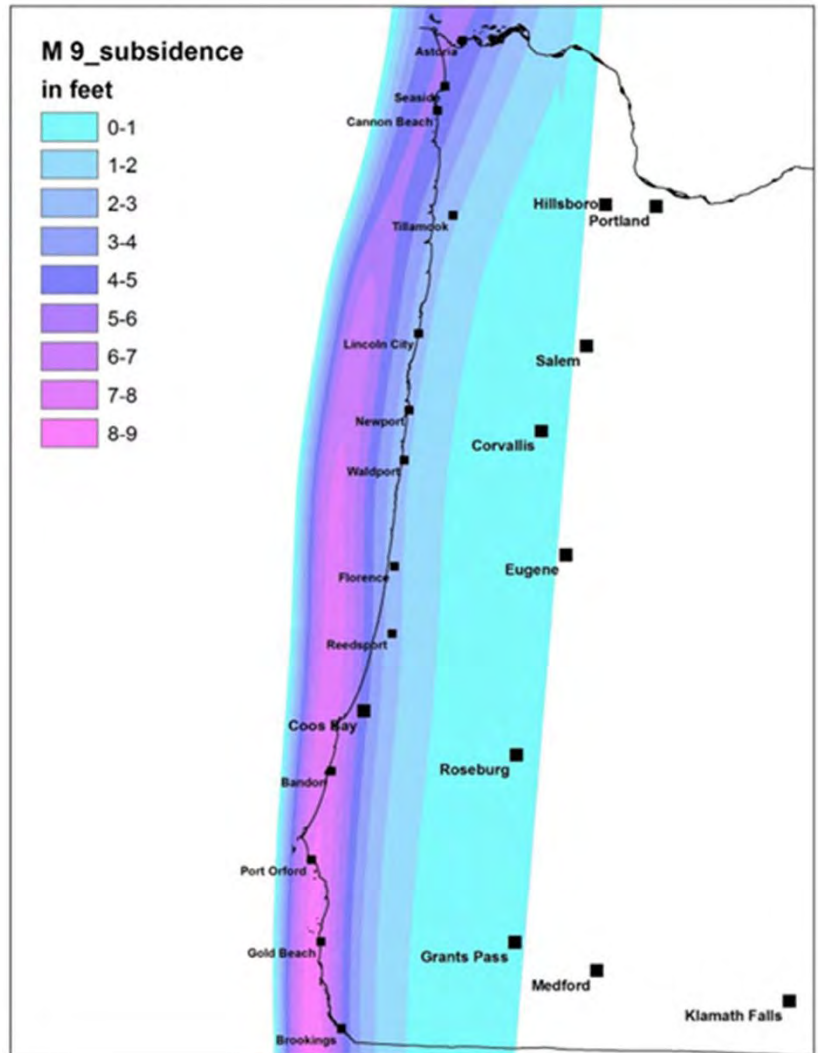 M 9_subsidence
in feet
0-1
1-2
2-3
3-4
4-5
5-6
6-7
7-8
8-9
Astoria
Seaside
Cannon Beach
Hillsboro
Portland
Tillamook
Lincoln City
Salem
Newport
Corvallis
Waldport
Eugene
Florence
Reedsport
Coos Bay
Roseburg
Bandon
Port Orford
Gold Beach
Grants Pass
Medford
Klamath Falls
Brookings